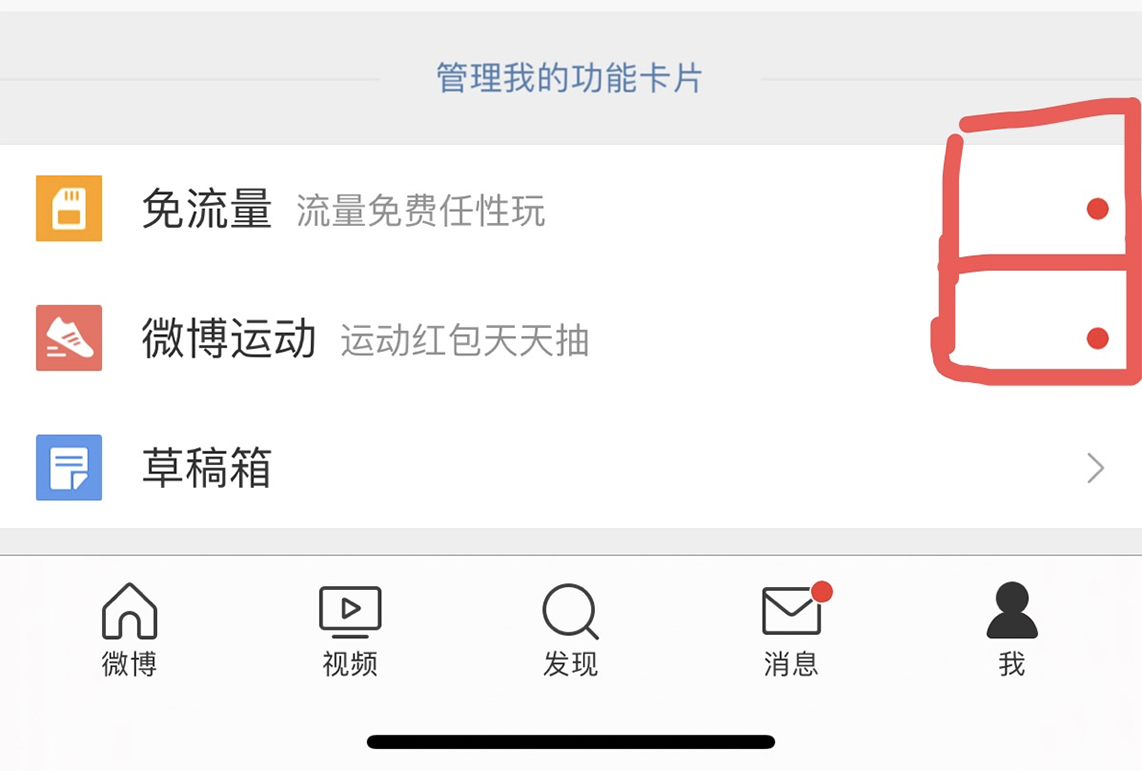 管理我的功能卡片
免流量 流量免费任性玩
微博运动 运动红包天天抽
草稿箱
微博 视频 发现 消息 我